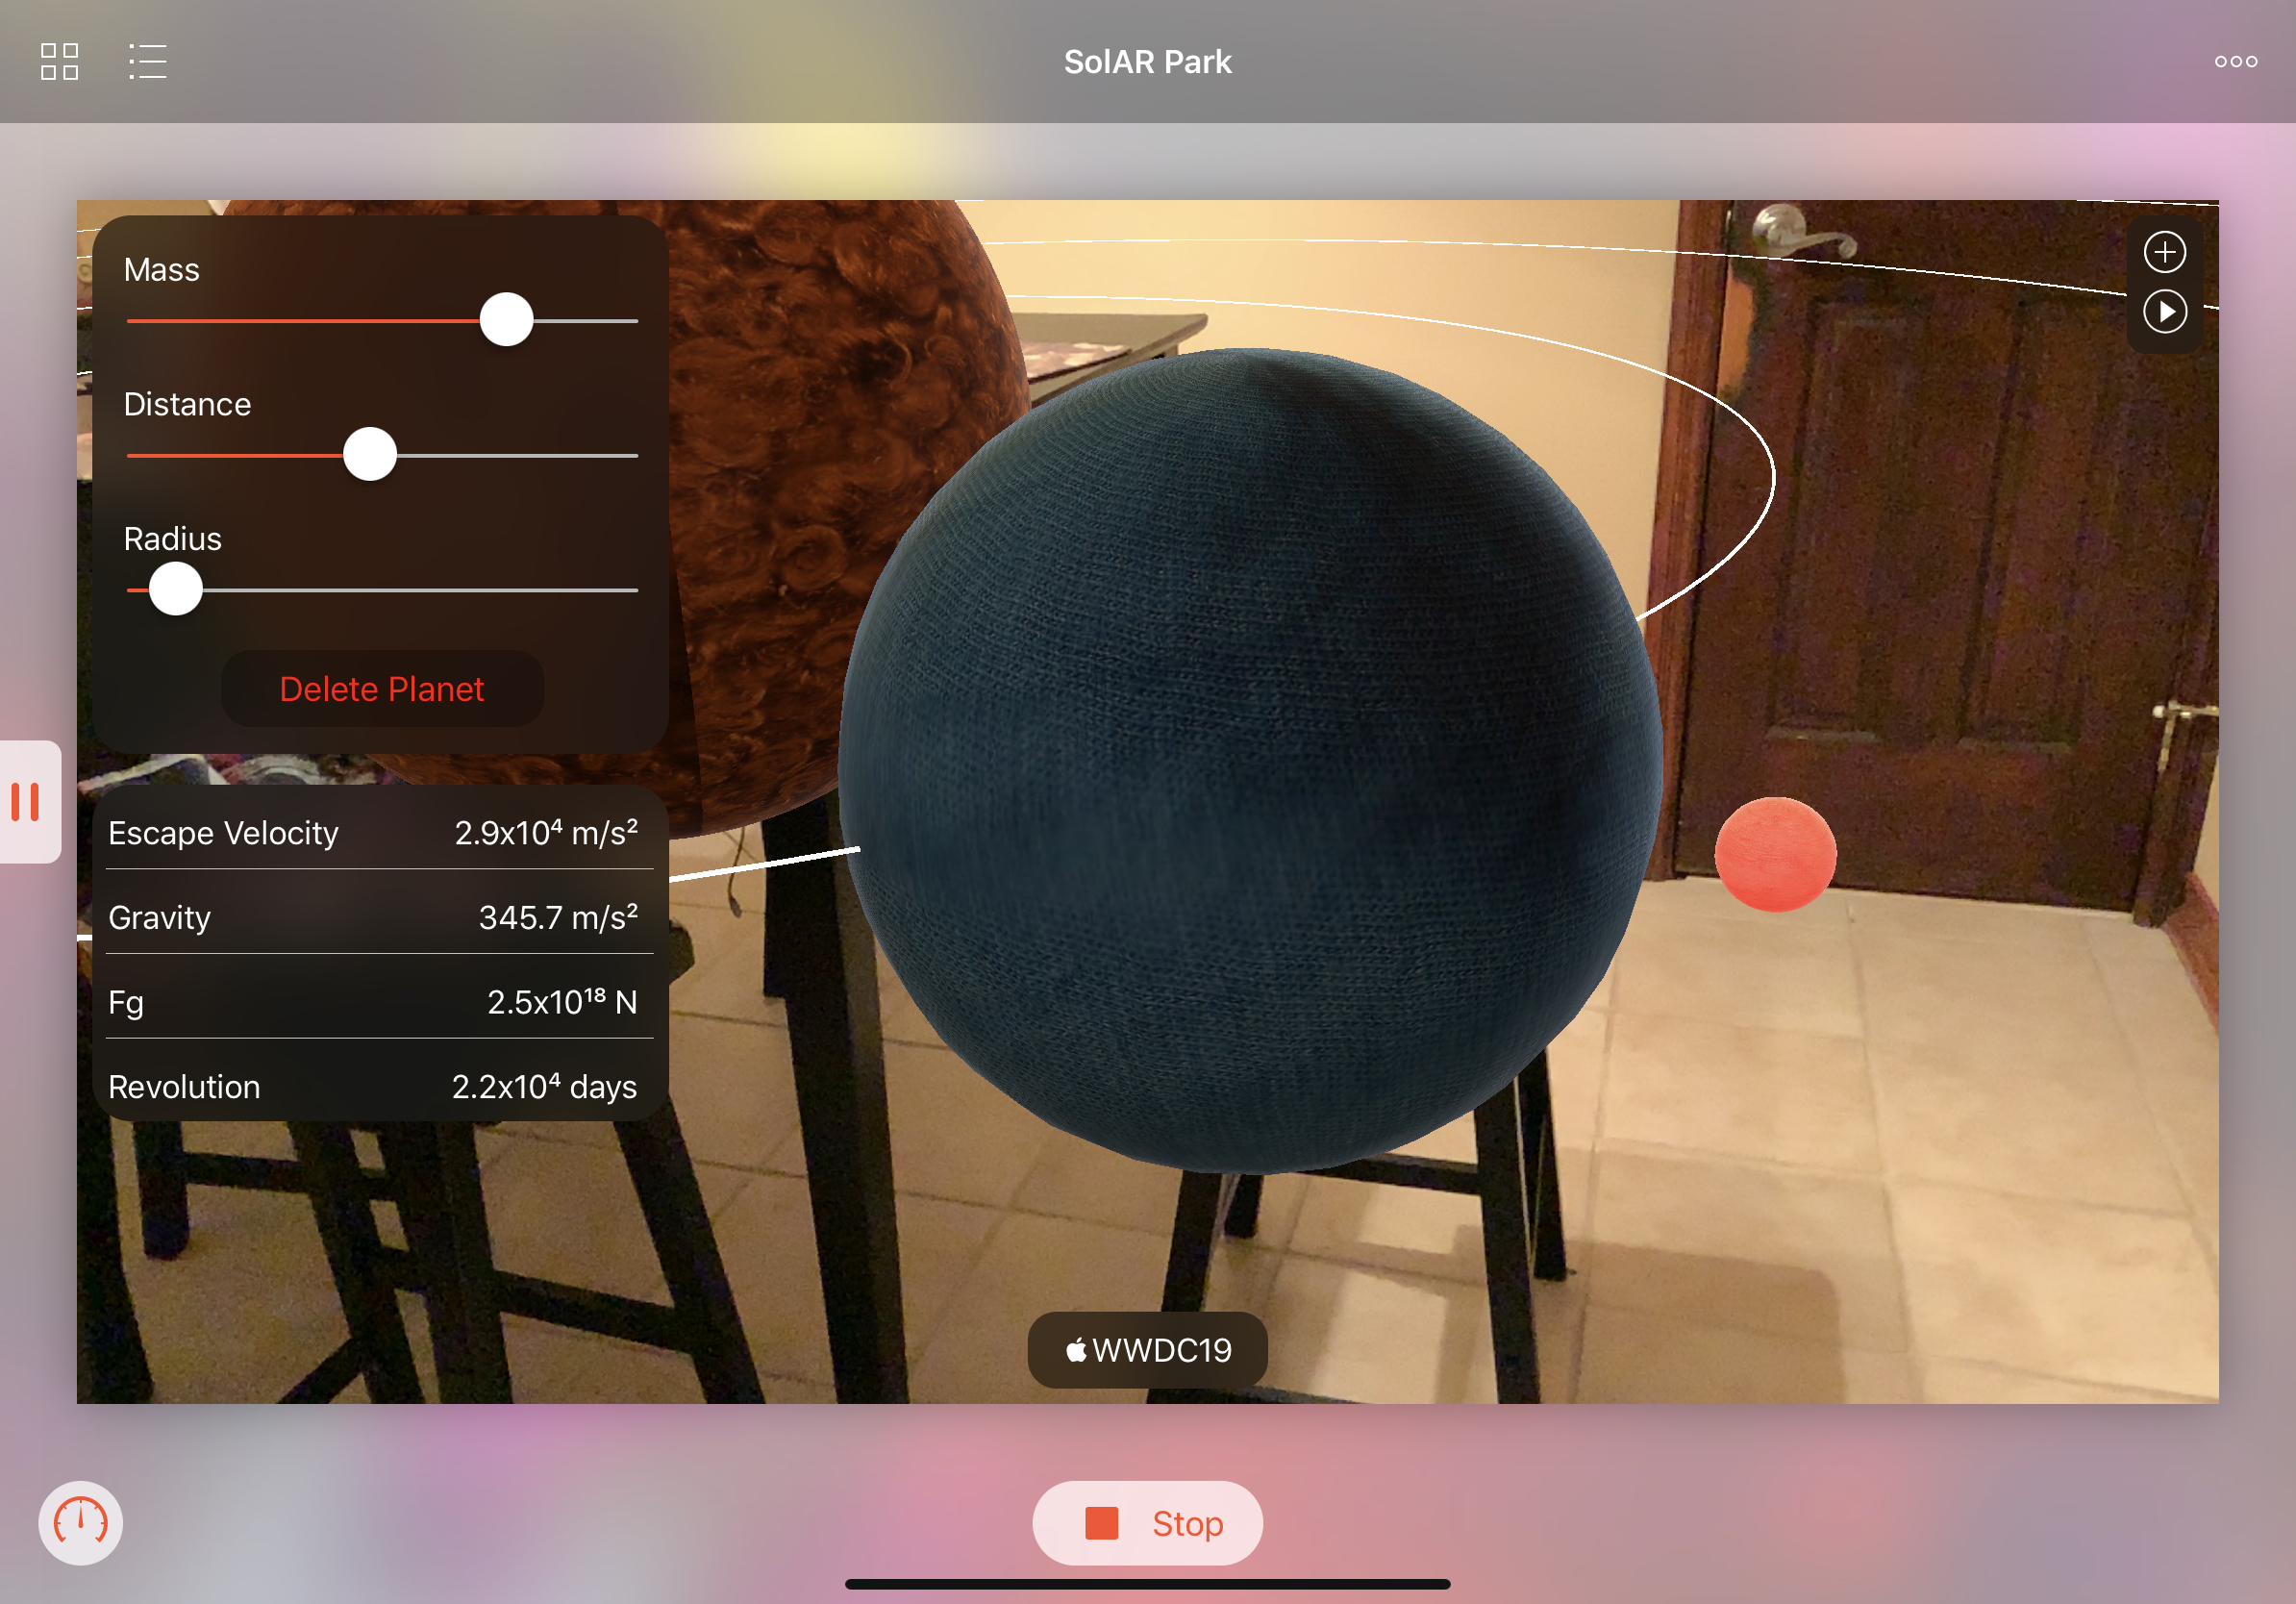 SolAR Park
Mass
Distance
Radius
Delete Planet
Escape Velocity 2.9x10⁴ m/s²
Gravity 345.7 m/s²
Fg 2.5x10¹⁸ N
Revolution 2.2x10⁴ days
WWDC19
Stop